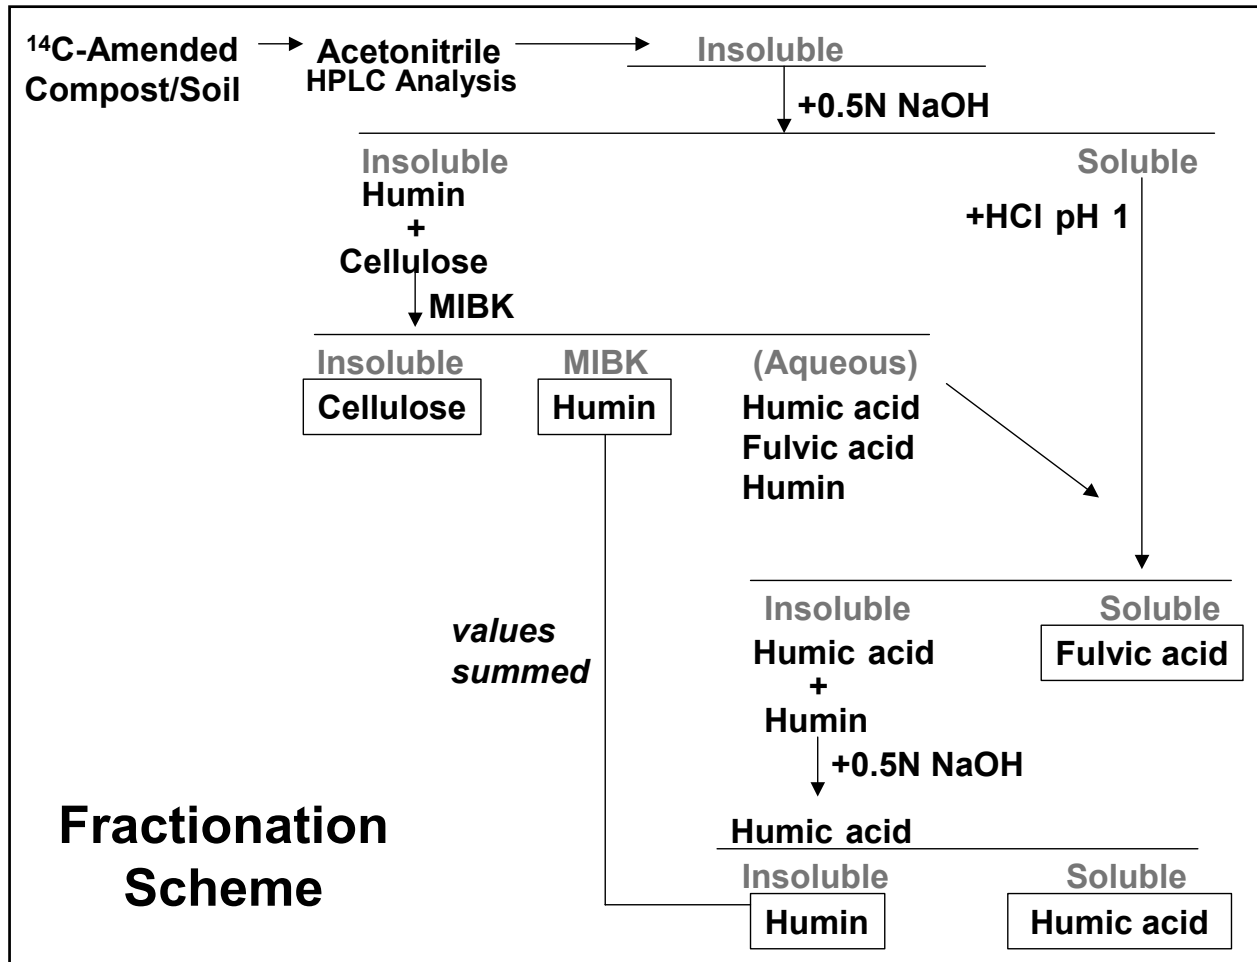 ¹⁴C-Amended
Compost/Soil
Acetonitrile
HPLC Analysis
Insoluble
+0.5N NaOH
Insoluble
Humin
+
Cellulose
Soluble
+HCl pH 1
MIBK
Insoluble
Cellulose
MIBK
Humin
(Aqueous)
Humic acid
Fulvic acid
Humin
values
summed
Insoluble
Humic acid
+
Humin
Soluble
Fulvic acid
+0.5N NaOH
Humic acid
Insoluble
Humin
Soluble
Humic acid
Fractionation
Scheme